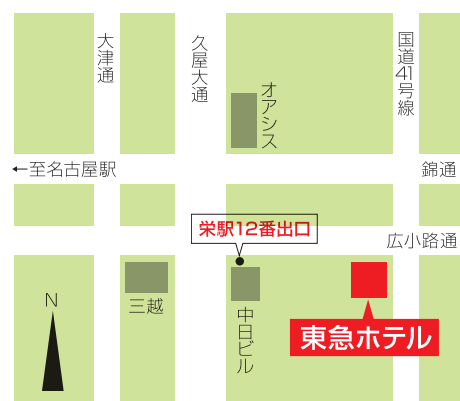 大津通
久屋大通
国道41号線
オアシス
←至名古屋駅
錦通
栄駅12番出口
広小路通
三越
中日ビル
東急ホテル
N